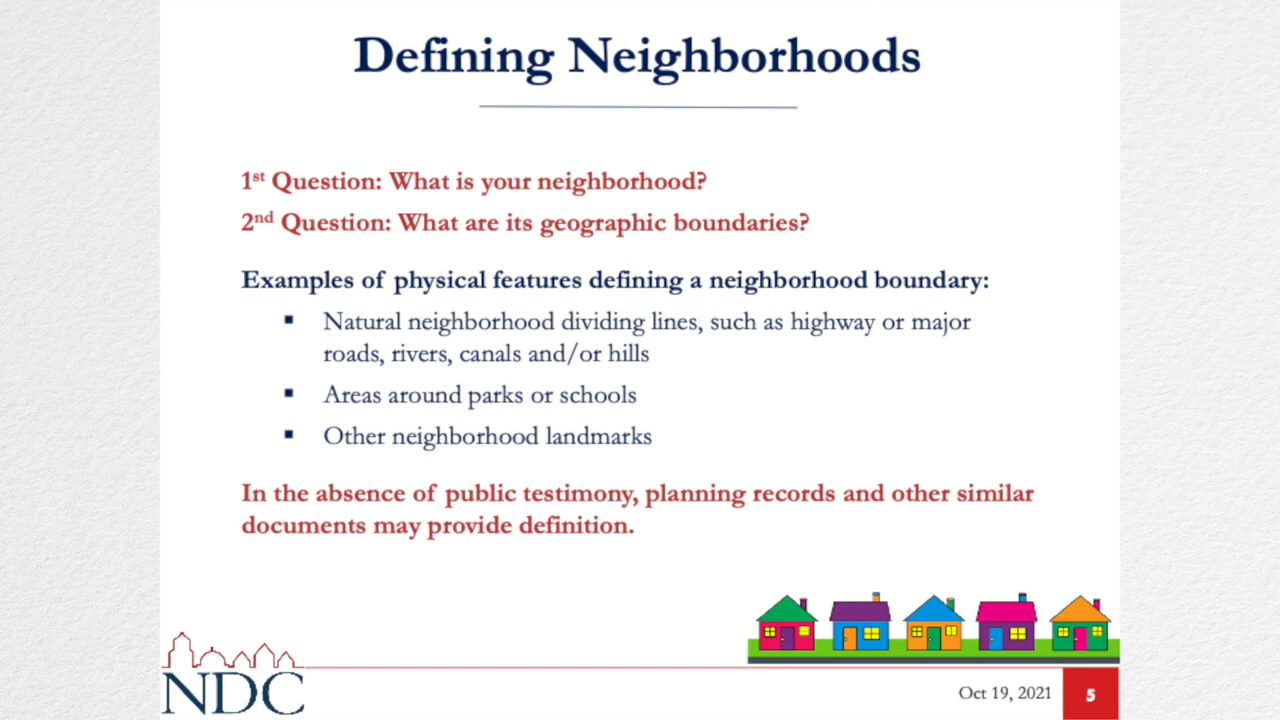 Defining Neighborhoods
1st Question: What is your neighborhood?
2nd Question: What are its geographic boundaries?
Examples of physical features defining a neighborhood boundary:
▪ Natural neighborhood dividing lines, such as highway or major
roads, rivers, canals and/or hills
▪ Areas around parks or schools
▪ Other neighborhood landmarks
In the absence of public testimony, planning records and other similar
documents may provide definition.
NDC
Oct 19, 2021
5